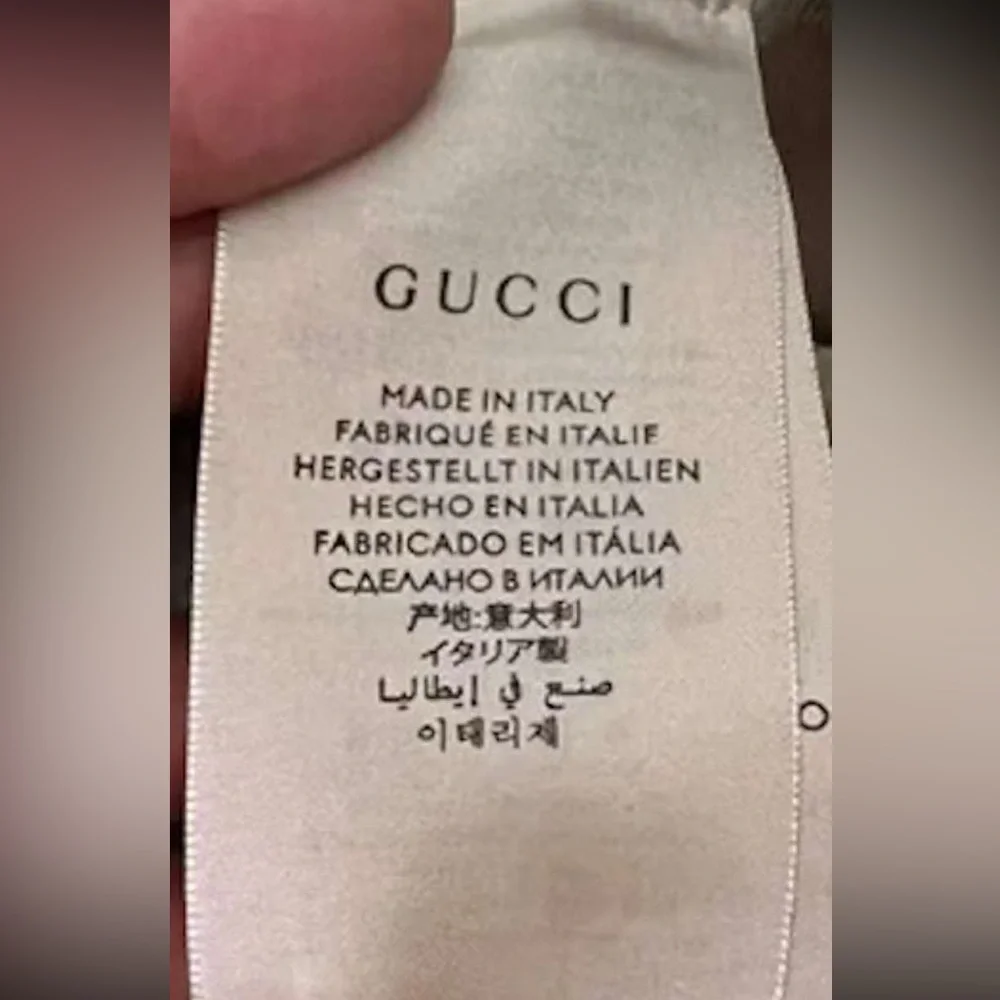 GUCCI
MADE IN ITALY
FABRIQUÉ EN ITALIE
HERGESTELLT IN ITALIEN
HECHO EN ITALIA
FABRICADO EM ITÁLIA
СДЕЛАНО В ИТАЛИИ
产地:意大利
イタリア製
صنع في إيطاليا
이태리제